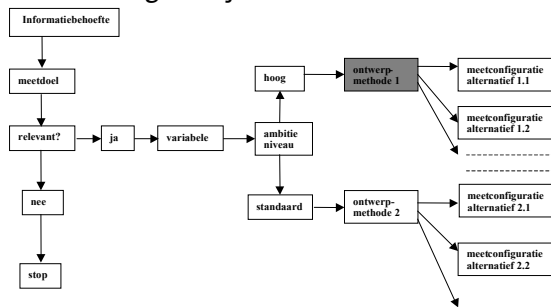 Informatiebehoefte
meetdoel
relevant?
ja
variabele
ambitie
niveau
nee
stop
hoog
ontwerp-
methode 1
meetconfiguratie
alternatief 1.1
meetconfiguratie
alternatief 1.2
standaard
ontwerp-
methode 2
meetconfiguratie
alternatief 2.1
meetconfiguratie
alternatief 2.2